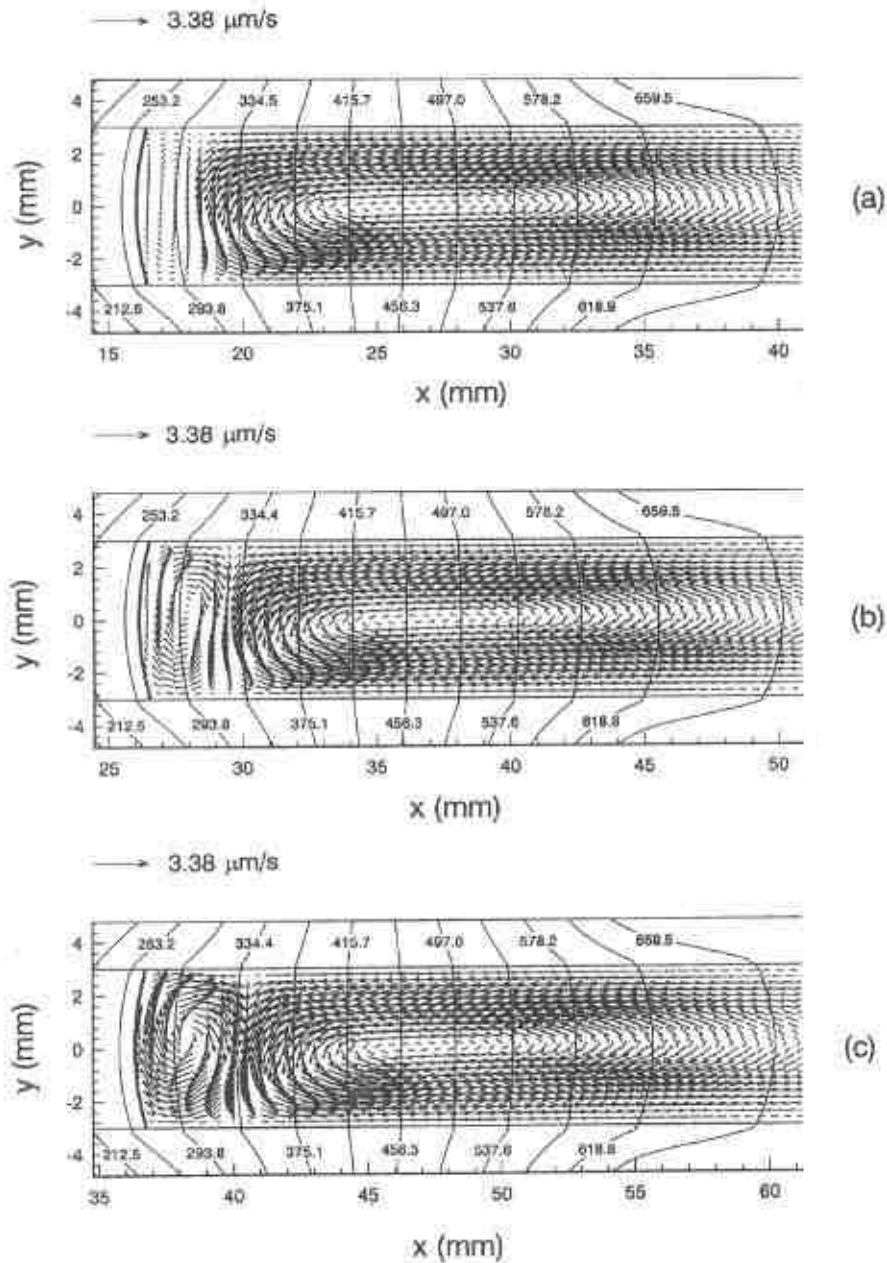 3.38 μm/s
253.2 334.5 415.7 497.0 578.2 659.5
4
2
0
-2
-4
y (mm)
(a)
212.5 293.8 375.1 456.3 537.6 618.9
15 20 25 30 35 40
x (mm)
3.38 μm/s
253.2 334.4 415.7 497.0 578.2 659.5
4
2
0
-2
-4
y (mm)
(b)
212.5 293.8 375.1 456.3 537.6 618.8
25 30 35 40 45 50
x (mm)
3.38 μm/s
253.2 334.4 415.7 497.0 578.2 659.5
4
2
0
-2
-4
y (mm)
(c)
212.5 293.8 375.1 456.3 537.6 618.8
35 40 45 50 55 60
x (mm)